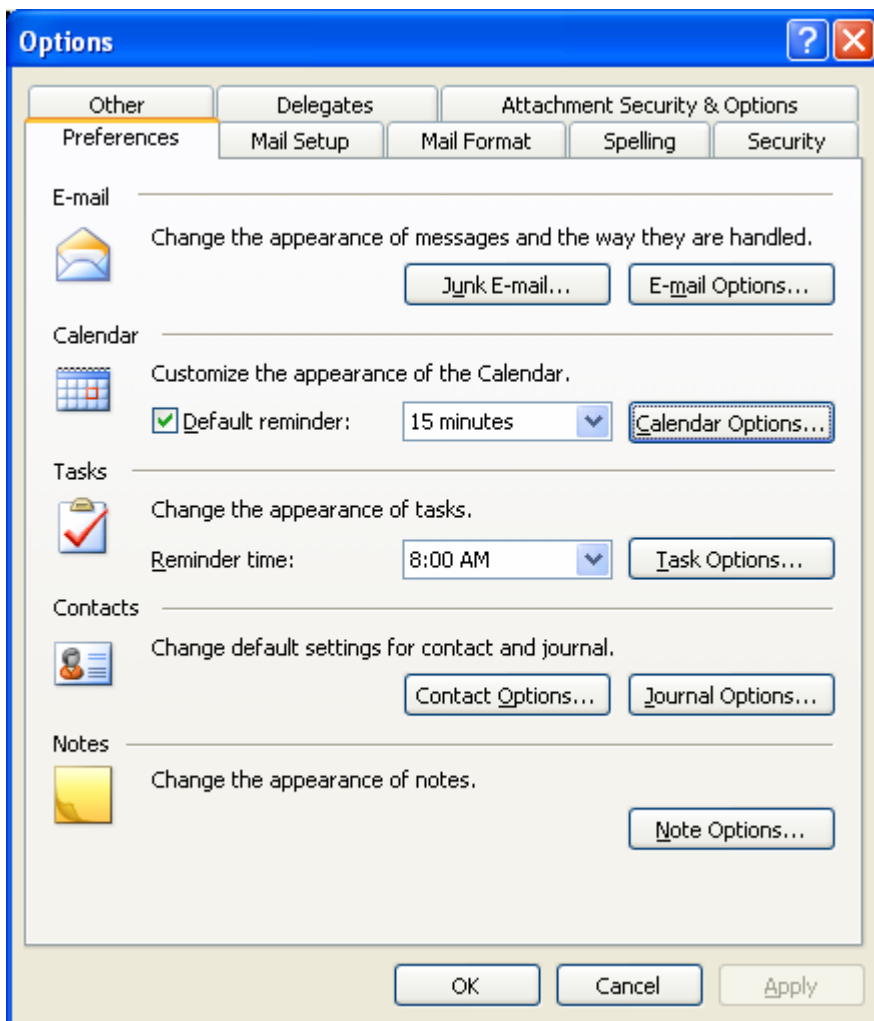 Options
Other Delegates Attachment Security & Options
Preferences Mail Setup Mail Format Spelling Security
E-mail
Change the appearance of messages and the way they are handled.
Junk E-mail... E-mail Options...
Calendar
Customize the appearance of the Calendar.
Default reminder: 15 minutes Calendar Options...
Tasks
Change the appearance of tasks.
Reminder time: 8:00 AM Task Options...
Contacts
Change default settings for contact and journal.
Contact Options... Journal Options...
Notes
Change the appearance of notes.
Note Options...
OK Cancel Apply